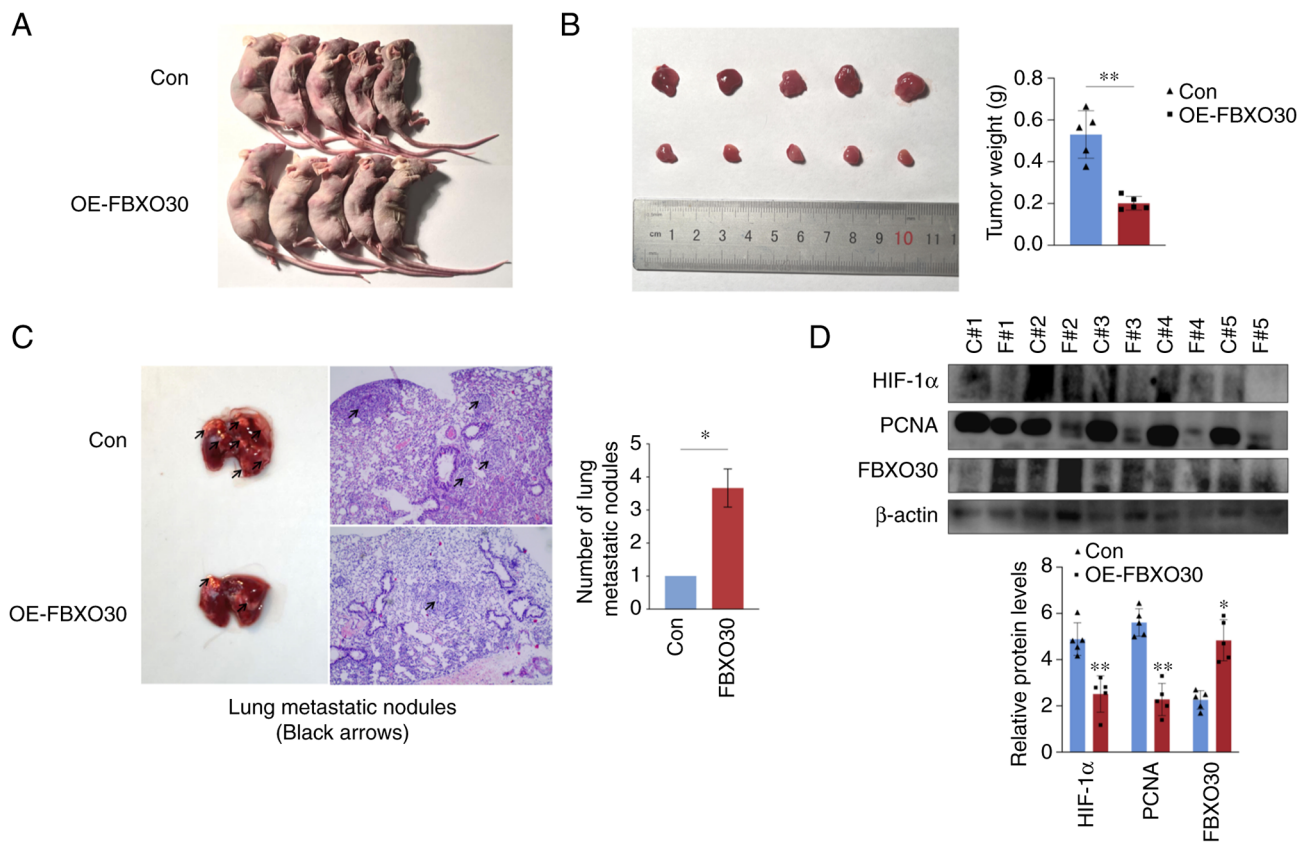 A
Con
OE-FBXO30
B
cm 1 2 3 4 5 6 7 8 9 10 11 1
Tumor weight (g)
0.8
0.6
0.4
0.2
0.0
**
Con
OE-FBXO30
C
Con
OE-FBXO30
Lung metastatic nodules
(Black arrows)
Number of lung
metastatic nodules
5
4
3
2
1
0
*
Con
FBXO30
D
C#1 F#1 C#2 F#2 C#3 F#3 C#4 F#4 C#5 F#5
HIF-1α
PCNA
FBXO30
β-actin
Relative protein levels
8
6
4
2
0
Con
OE-FBXO30
**
**
*
HIF-1α
PCNA
FBXO30